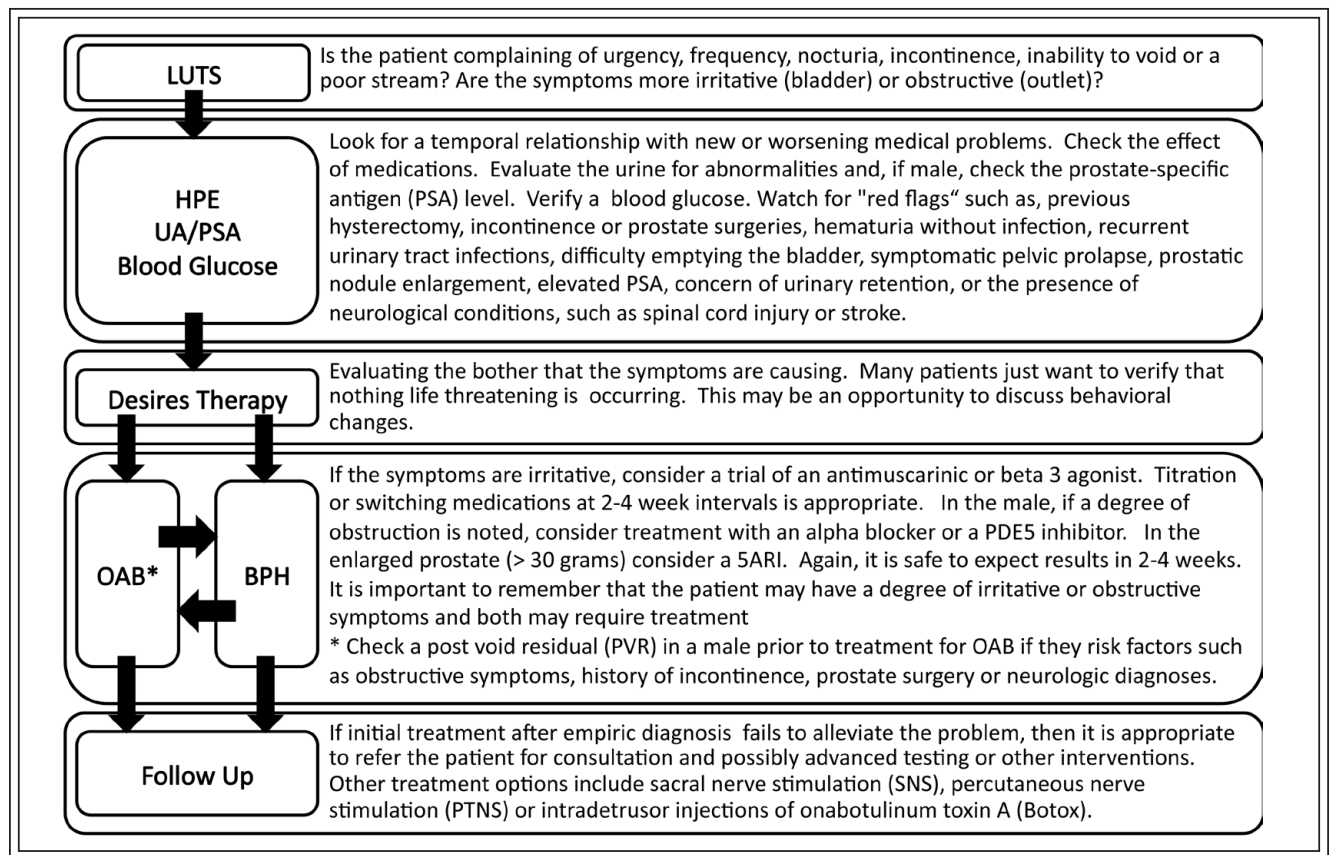 LUTS
Is the patient complaining of urgency, frequency, nocturia, incontinence, inability to void or a
poor stream? Are the symptoms more irritative (bladder) or obstructive (outlet)?
HPE
UA/PSA
Blood Glucose
Look for a temporal relationship with new or worsening medical problems.  Check the effect
of medications.  Evaluate the urine for abnormalities and, if male, check the prostate-specific
antigen (PSA) level.  Verify a  blood glucose. Watch for "red flags“ such as, previous
hysterectomy, incontinence or prostate surgeries, hematuria without infection, recurrent
urinary tract infections, difficulty emptying the bladder, symptomatic pelvic prolapse, prostatic
nodule enlargement, elevated PSA, concern of urinary retention, or the presence of
neurological conditions, such as spinal cord injury or stroke.
Desires Therapy
Evaluating the bother that the symptoms are causing.  Many patients just want to verify that
nothing life threatening is  occurring.  This may be an opportunity to discuss behavioral
changes.
OAB*
BPH
If the symptoms are irritative, consider a trial of an antimuscarinic or beta 3 agonist.  Titration
or switching medications at 2-4 week intervals is appropriate.   In the male, if a degree of
obstruction is noted, consider treatment with an alpha blocker or a PDE5 inhibitor.   In the
enlarged prostate (> 30 grams) consider a 5ARI.  Again, it is safe to expect results in 2-4 weeks.
It is important to remember that the patient may have a degree of irritative or obstructive
symptoms and both may require treatment
* Check a post void residual (PVR) in a male prior to treatment for OAB if they risk factors such
as obstructive symptoms, history of incontinence, prostate surgery or neurologic diagnoses.
Follow Up
If initial treatment after empiric diagnosis  fails to alleviate the problem, then it is appropriate
to refer the patient for consultation and possibly advanced testing or other interventions.
Other treatment options include sacral nerve stimulation (SNS), percutaneous nerve
stimulation (PTNS) or intradetrusor injections of onabotulinum toxin A (Botox).